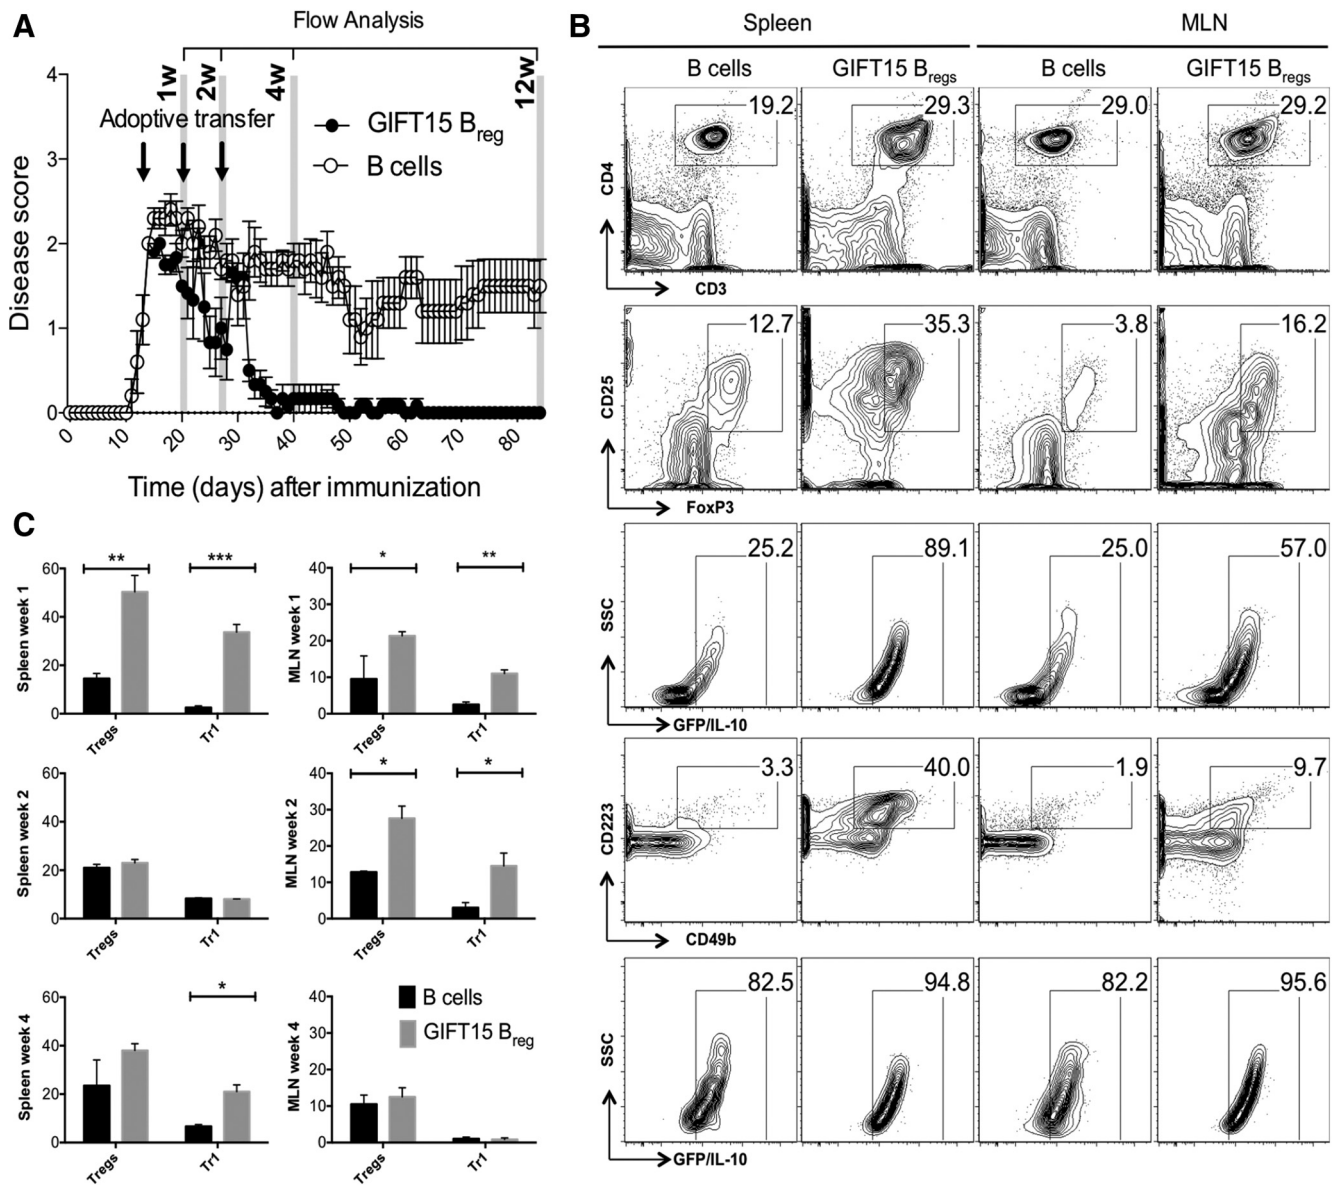 A
Flow Analysis
1w
2w
4w
12w
Adoptive transfer
GIFT15 Breg
B cells
Disease score
4
3
2
1
0
0 10 20 30 40 50 60 70 80
Time (days) after immunization
B
Spleen MLN
B cells GIFT15 Bregs B cells GIFT15 Bregs
19.2 29.3 29.0 29.2
CD4
CD3
12.7 35.3 3.8 16.2
CD25
FoxP3
25.2 89.1 25.0 57.0
SSC
GFP/IL-10
3.3 40.0 1.9 9.7
CD223
CD49b
82.5 94.8 82.2 95.6
SSC
GFP/IL-10
C
Spleen week 1
60
40
20
0
** ***
Tregs Tr1
MLN week 1
40
30
20
10
0
* **
Tregs Tr1
Spleen week 2
60
40
20
0
Tregs Tr1
MLN week 2
40
30
20
10
0
* *
Tregs Tr1
Spleen week 4
60
40
20
0
*
Tregs Tr1
MLN week 4
40
30
20
10
0
B cells
GIFT15 Breg
Tregs Tr1